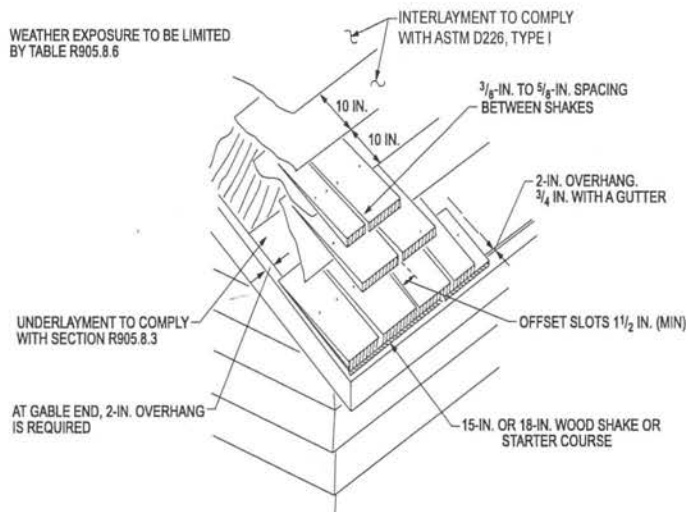 WEATHER EXPOSURE TO BE LIMITED
BY TABLE R905.8.6
INTERLAYMENT TO COMPLY
WITH ASTM D226, TYPE I
3/8-IN. TO 5/8-IN. SPACING
BETWEEN SHAKES
10 IN.
10 IN.
2-IN. OVERHANG.
3/4 IN. WITH A GUTTER
OFFSET SLOTS 1 1/2 IN. (MIN)
UNDERLAYMENT TO COMPLY
WITH SECTION R905.8.3
AT GABLE END, 2-IN. OVERHANG
IS REQUIRED
15-IN. OR 18-IN. WOOD SHAKE OR
STARTER COURSE